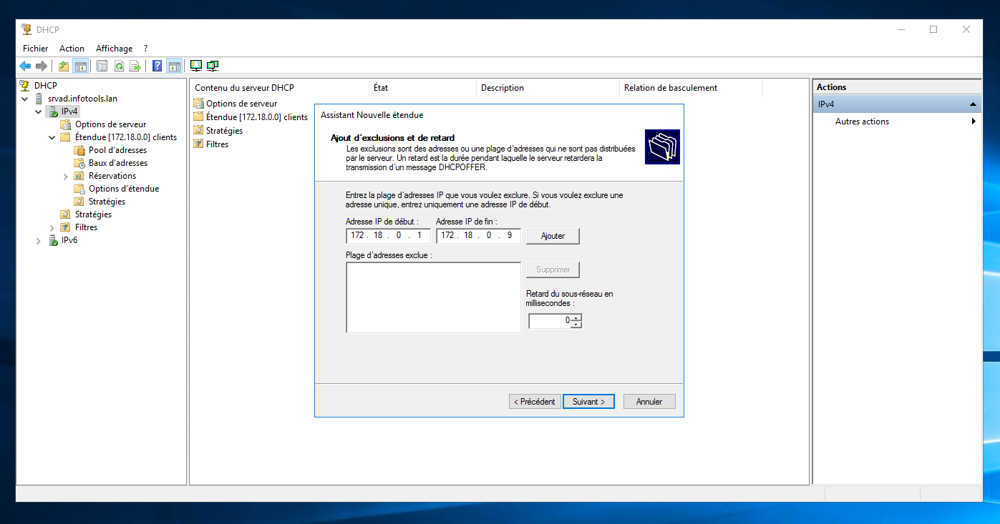 DHCP
Fichier Action Affichage ?
DHCP
srvad.infotools.lan
IPv4
Options de serveur
Étendue [172.18.0.0] clients
Pool d'adresses
Baux d'adresses
Réservations
Options d'étendue
Stratégies
Stratégies
Filtres
IPv6
Contenu du serveur DHCP État Description Relation de basculement
Options de serveur
Étendue [172.18.0.0] clients
Stratégies
Filtres
Assistant Nouvelle étendue
Ajout d'exclusions et de retard
Les exclusions sont des adresses ou une plage d'adresses qui ne sont pas distribuées
par le serveur. Un retard est la durée pendant laquelle le serveur retardera la
transmission d'un message DHCPOFFER.
Entrez la plage d'adresses IP que vous voulez exclure. Si vous voulez exclure une
adresse unique, entrez uniquement une adresse IP de début.
Adresse IP de début : Adresse IP de fin :
172 . 18 . 0 . 1 172 . 18 . 0 . 9 Ajouter
Plage d'adresses exclue :
Supprimer
Retard du sous-réseau en
millisecondes :
0
< Précédent Suivant > Annuler
Actions
IPv4
Autres actions